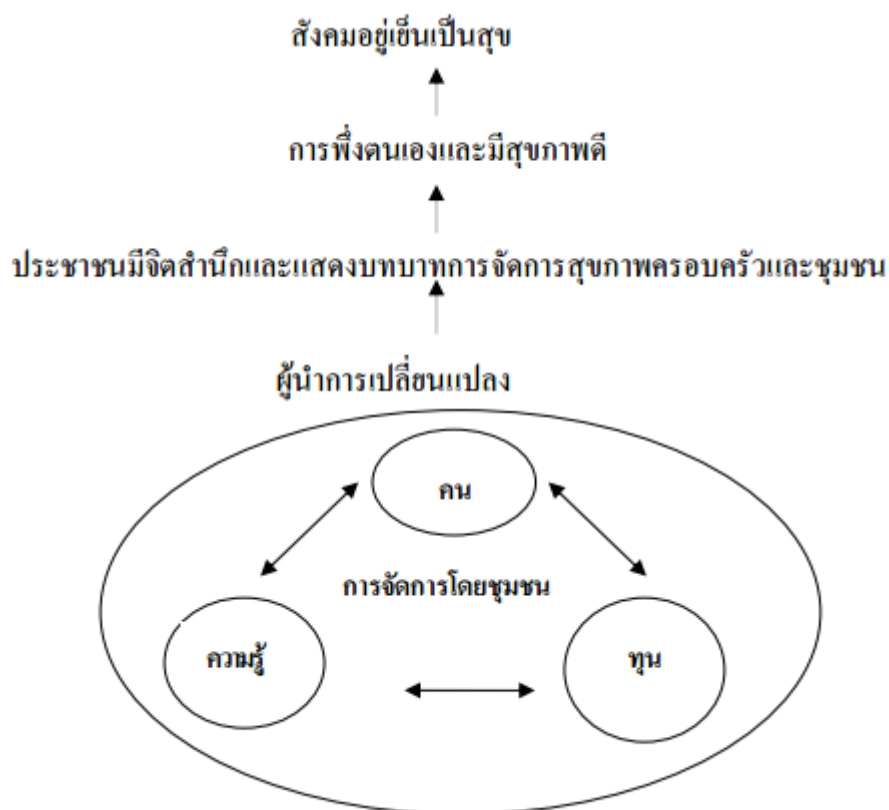 สังคมอยู่เย็นเป็นสุข
การพึ่งตนเองและมีสุขภาพดี
ประชาชนมีจิตสำนึกและแสดงบทบาทการจัดการสุขภาพครอบครัวและชุมชน
ผู้นำการเปลี่ยนแปลง
คน
การจัดการโดยชุมชน
ความรู้
ทุน